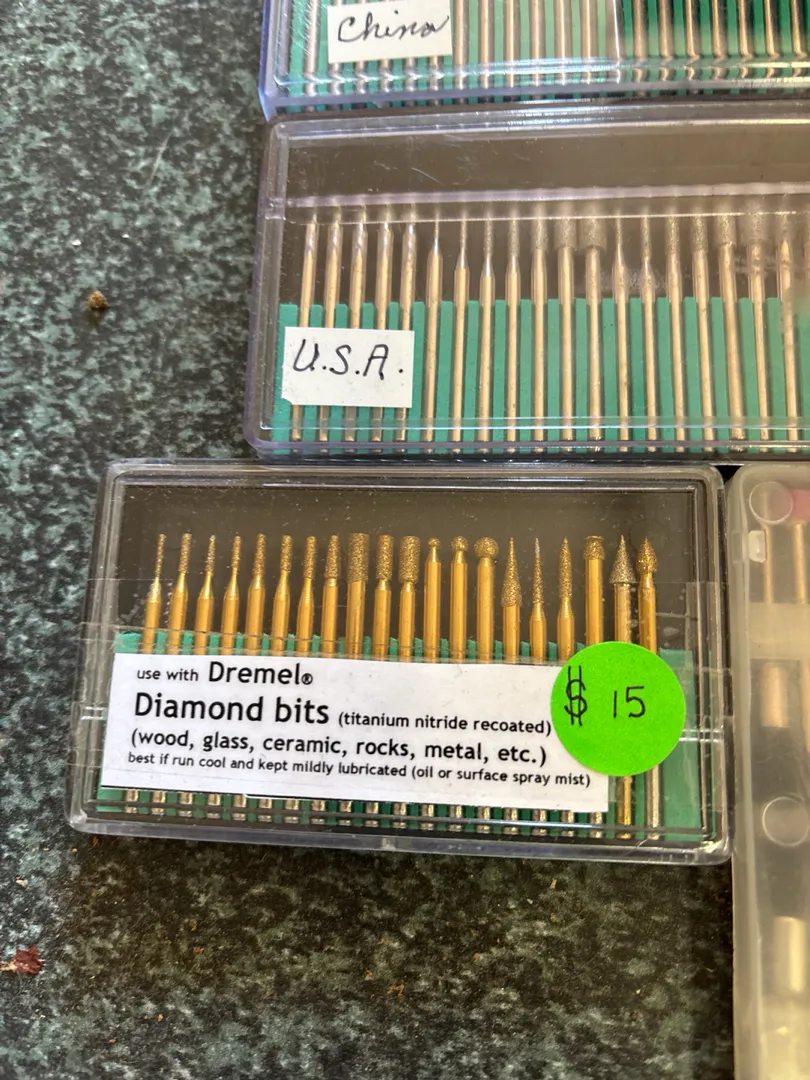 China
U.S.A.
use with Dremel®
Diamond bits (titanium nitride recoated)
(wood, glass, ceramic, rocks, metal, etc.)
best if run cool and kept mildly lubricated (oil or surface spray mist)
$ 15